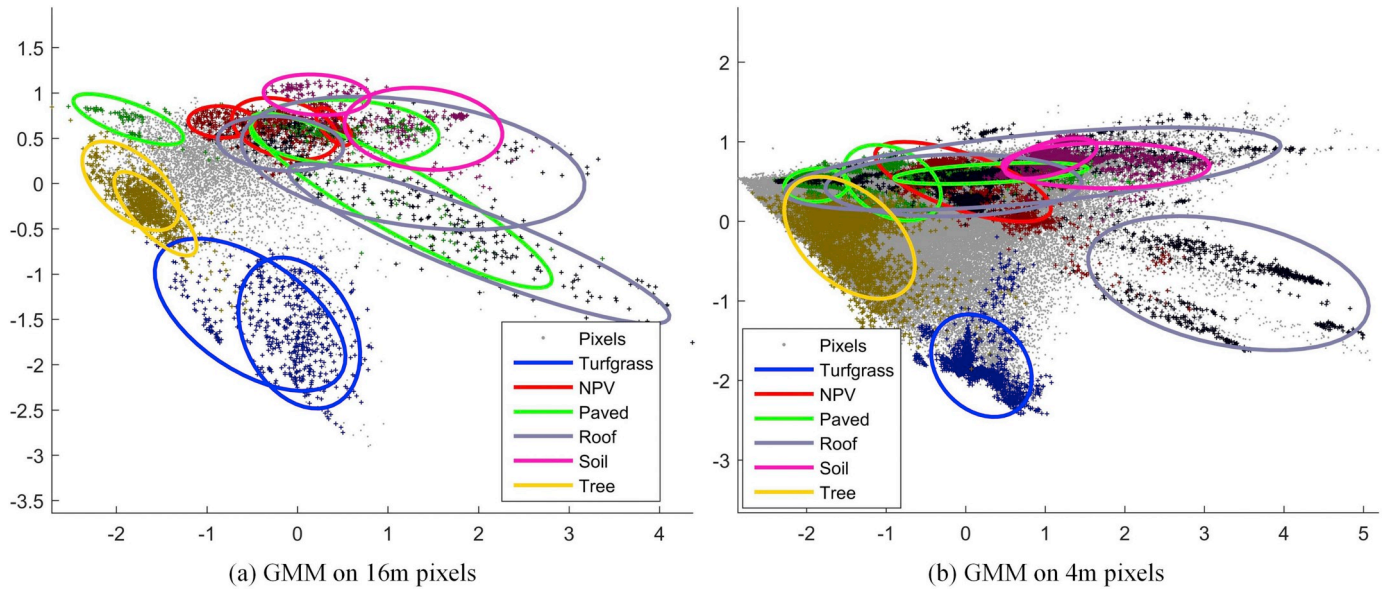 1.5
1
0.5
0
-0.5
-1
-1.5
-2
-2.5
-3
-3.5
-2
-1
0
1
2
3
4
Pixels
Turfgrass
NPV
Paved
Roof
Soil
Tree
(a) GMM on 16m pixels
2
1
0
-1
-2
-3
-2
-1
0
1
2
3
4
5
Pixels
Turfgrass
NPV
Paved
Roof
Soil
Tree
(b) GMM on 4m pixels